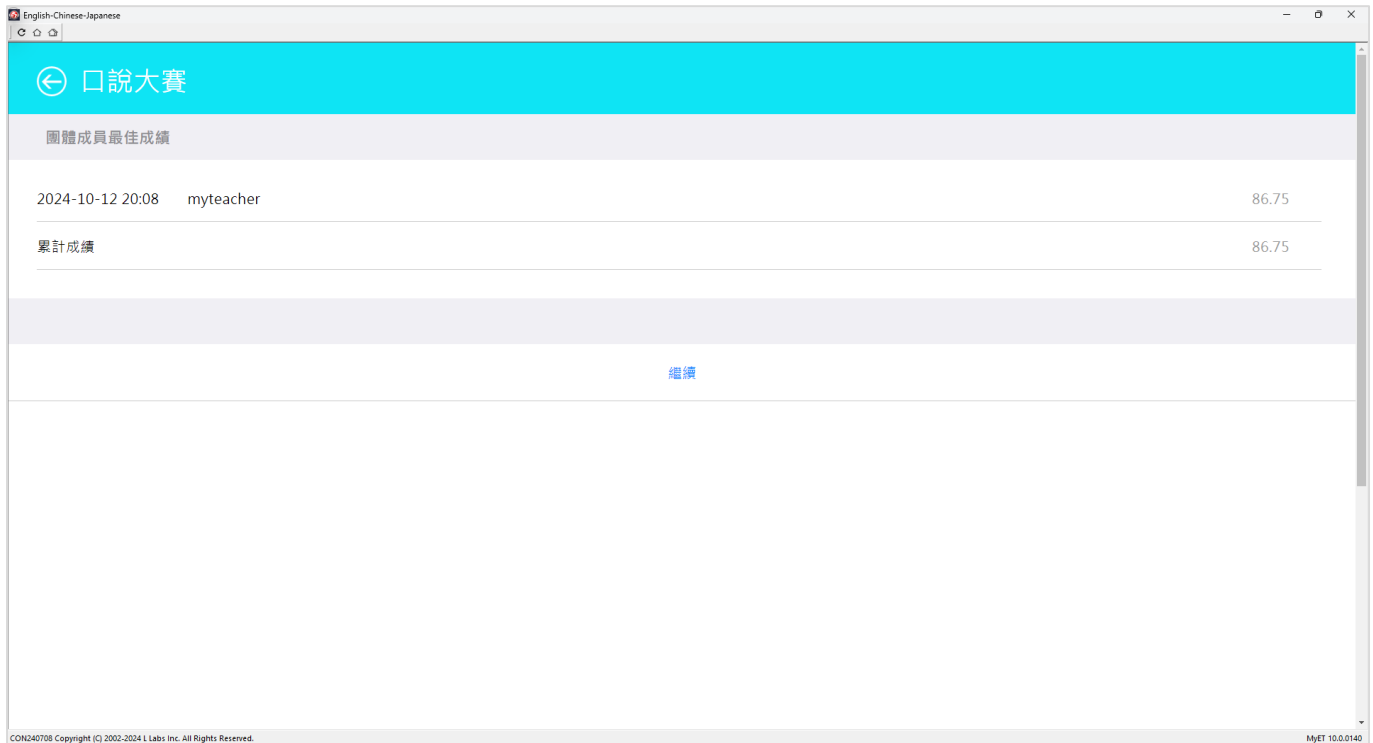 English-Chinese-Japanese
口說大賽
團體成員最佳成績
2024-10-12 20:08 myteacher 86.75
累計成績 86.75
繼續
CON240708 Copyright (C) 2002-2024 L Labs Inc. All Rights Reserved. MyET 10.0.0140